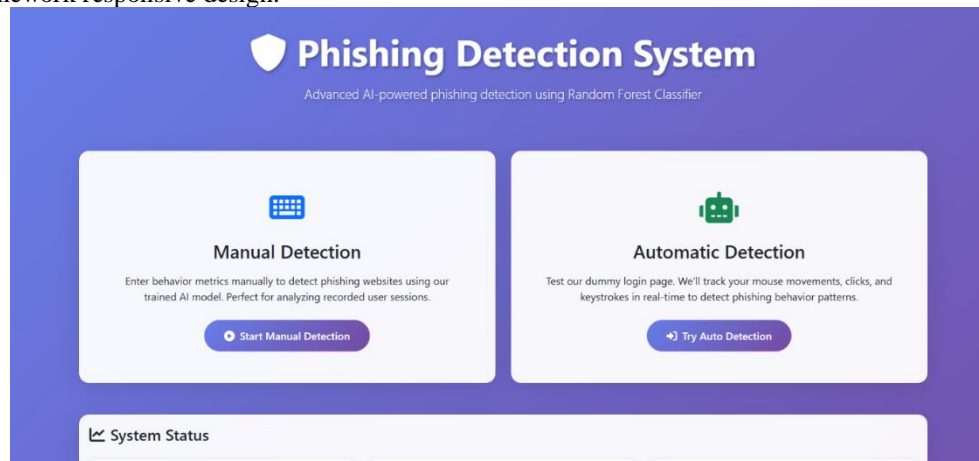 Phishing Detection System
Advanced AI-powered phishing detection using Random Forest Classifier
Manual Detection
Enter behavior metrics manually to detect phishing websites using our
trained AI model. Perfect for analyzing recorded user sessions.
Start Manual Detection
Automatic Detection
Test our dummy login page. We'll track your mouse movements, clicks, and
keystrokes in real-time to detect phishing behavior patterns.
Try Auto Detection
System Status